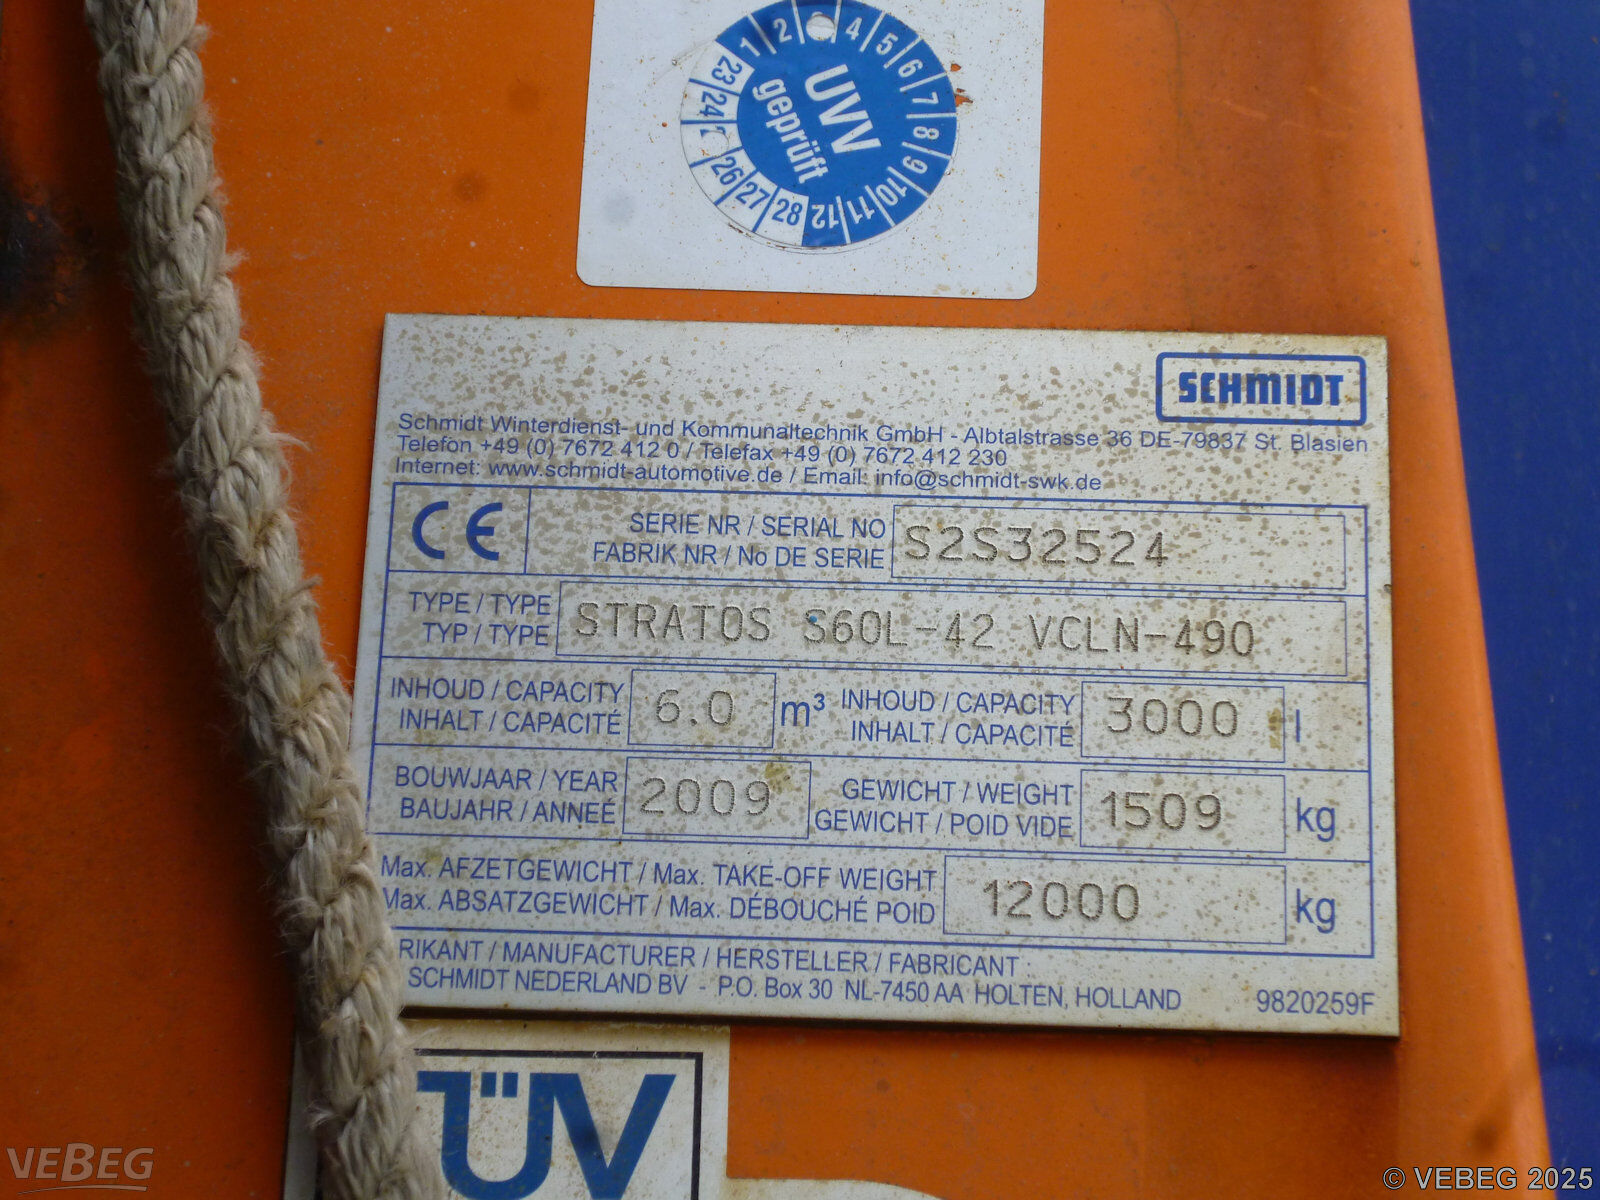 1 2 4 5 6 7 8 9 10 11 12
23 24 26 27 28
UVV
geprüft
SCHMIDT
Schmidt Winterdienst- und Kommunaltechnik GmbH - Albtalstrasse 36 DE-79837 St. Blasien
Telefon +49 (0) 7672 412 0 / Telefax +49 (0) 7672 412 230
Internet: www.schmidt-automotive.de / Email: info@schmidt-swk.de
CE
SERIE NR / SERIAL NO
FABRIK NR / No DE SERIE
S2S32524
TYPE / TYPE
TYP / TYPE
STRATOS S60L-42 VCLN-490
INHOUD / CAPACITY
INHALT / CAPACITÉ
6.0 m³
INHOUD / CAPACITY
INHALT / CAPACITÉ
3000 l
BOUWJAAR / YEAR
BAUJAHR / ANNEÉ
2009
GEWICHT / WEIGHT
GEWICHT / POID VIDE
1509 kg
Max. AFZETGEWICHT / Max. TAKE-OFF WEIGHT
Max. ABSATZGEWICHT / Max. DÉBOUCHÉ POID
12000 kg
RIKANT / MANUFACTURER / HERSTELLER / FABRICANT
SCHMIDT NEDERLAND BV - P.O. Box 30 NL-7450 AA HOLTEN, HOLLAND
9820259F
TÜV
VEBEG
© VEBEG 2025